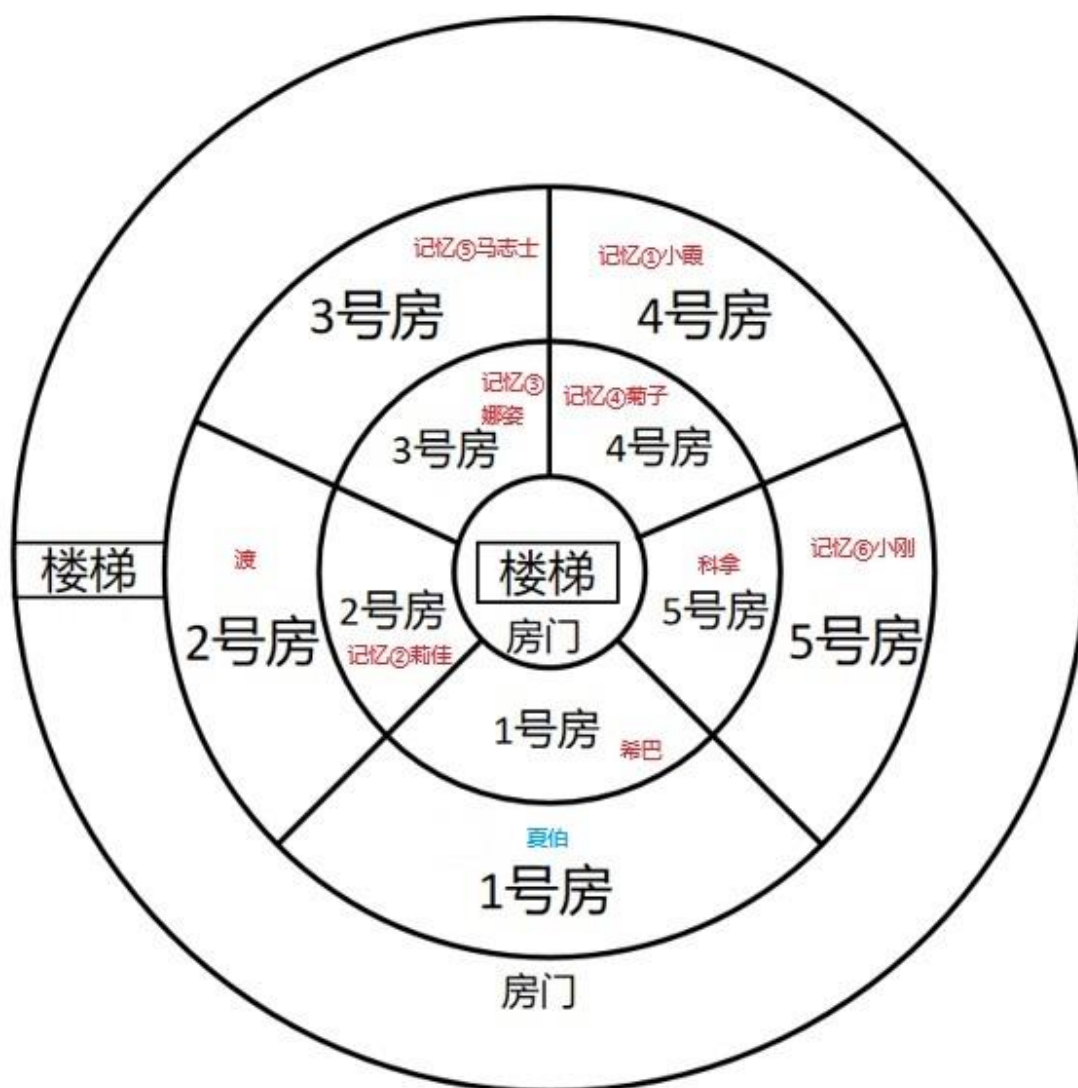 记忆⑤马志士
记忆①小霞
3号房
4号房
记忆③
娜姿
记忆④菊子
3号房
4号房
楼梯
渡
2号房
2号房
记忆②莉佳
楼梯
房门
科拿
5号房
记忆⑥小刚
5号房
1号房
希巴
夏伯
1号房
房门